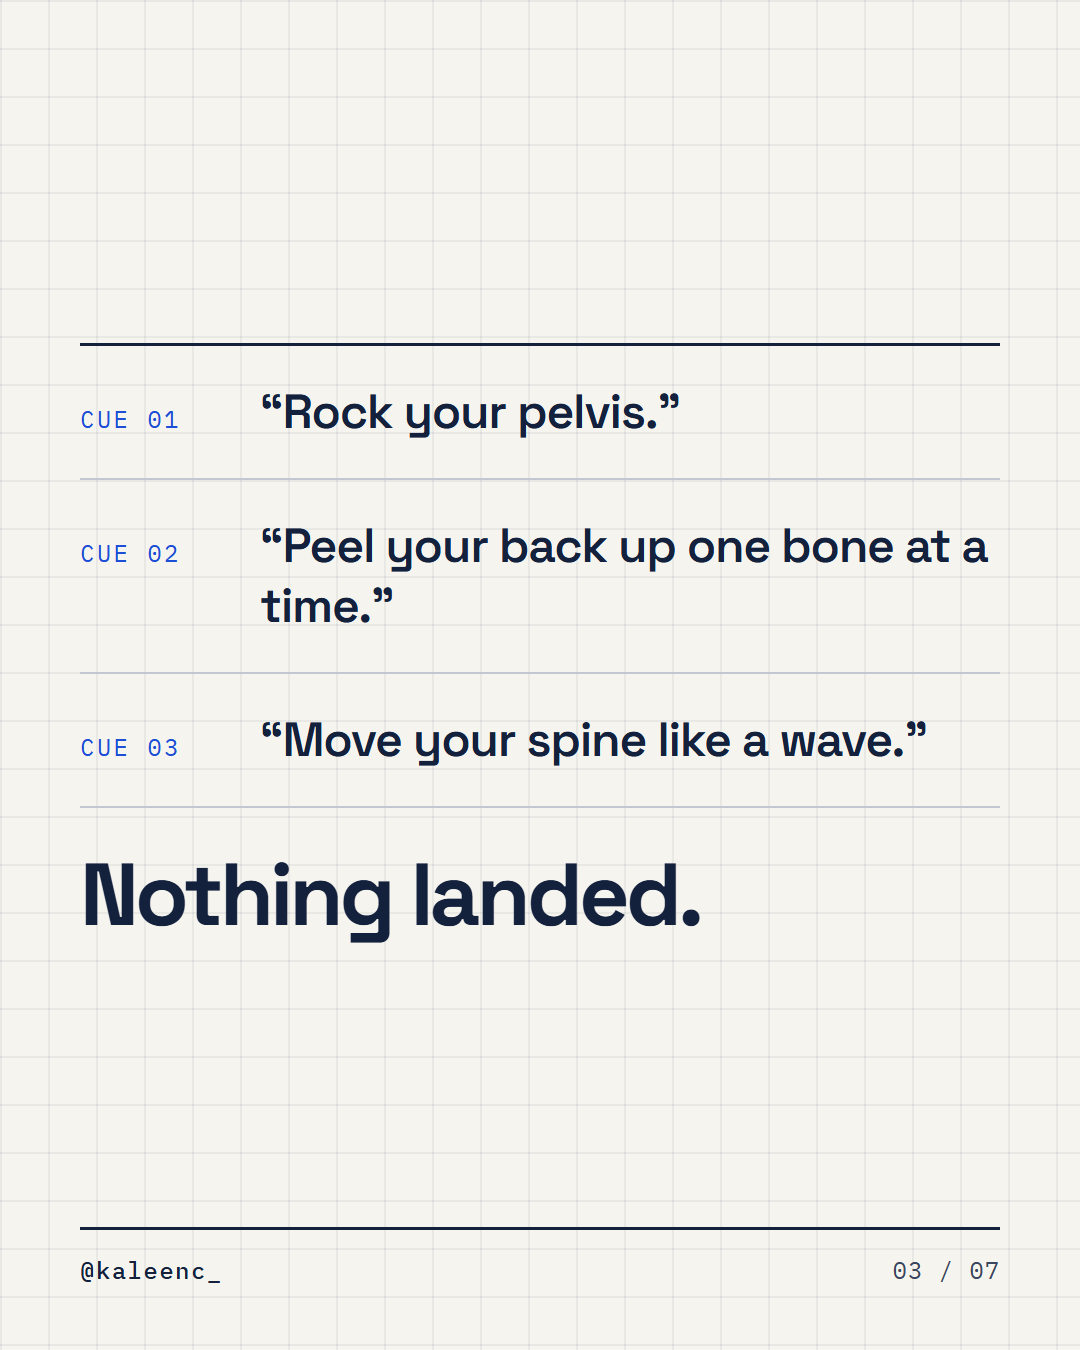 CUE 01 “Rock your pelvis.”
CUE 02 “Peel your back up one bone at a
time.”
CUE 03 “Move your spine like a wave.”
Nothing landed.
@kaleenc_ 03 / 07